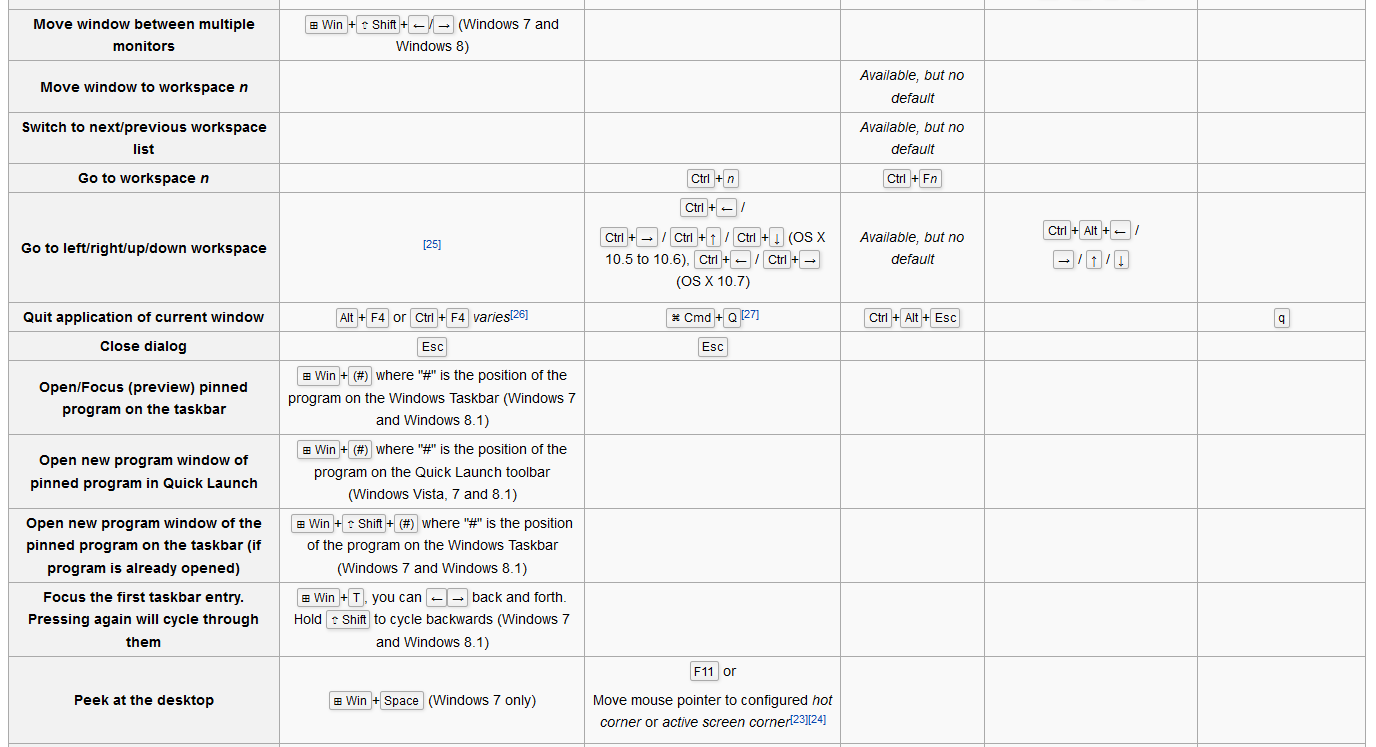 Move window between multiple
monitors
⊞ Win+⇧ Shift+←/→ (Windows 7 and
Windows 8)
Move window to workspace n
Available, but no
default
Switch to next/previous workspace
list
Available, but no
default
Go to workspace n
Ctrl+n
Ctrl+Fn
Go to left/right/up/down workspace
[25]
Ctrl+← /
Ctrl+→ / Ctrl+↑ / Ctrl+↓ (OS X
10.5 to 10.6), Ctrl+← / Ctrl+→
(OS X 10.7)
Available, but no
default
Ctrl+Alt+← /
→ / ↑ / ↓
Quit application of current window
Alt+F4 or Ctrl+F4 varies[26]
⌘ Cmd+Q[27]
Ctrl+Alt+Esc
q
Close dialog
Esc
Esc
Open/Focus (preview) pinned
program on the taskbar
⊞ Win+(#) where "#" is the position of the
program on the Windows Taskbar (Windows 7
and Windows 8.1)
Open new program window of
pinned program in Quick Launch
⊞ Win+(#) where "#" is the position of the
program on the Quick Launch toolbar
(Windows Vista, 7 and 8.1)
Open new program window of the
pinned program on the taskbar (if
program is already opened)
⊞ Win+⇧ Shift+(#) where "#" is the position
of the program on the Windows Taskbar
(Windows 7 and Windows 8.1)
Focus the first taskbar entry.
Pressing again will cycle through
them
⊞ Win+T, you can ←→ back and forth.
Hold ⇧ Shift to cycle backwards (Windows 7
and Windows 8.1)
Peek at the desktop
⊞ Win+Space (Windows 7 only)
F11 or
Move mouse pointer to configured hot
corner or active screen corner[23][24]